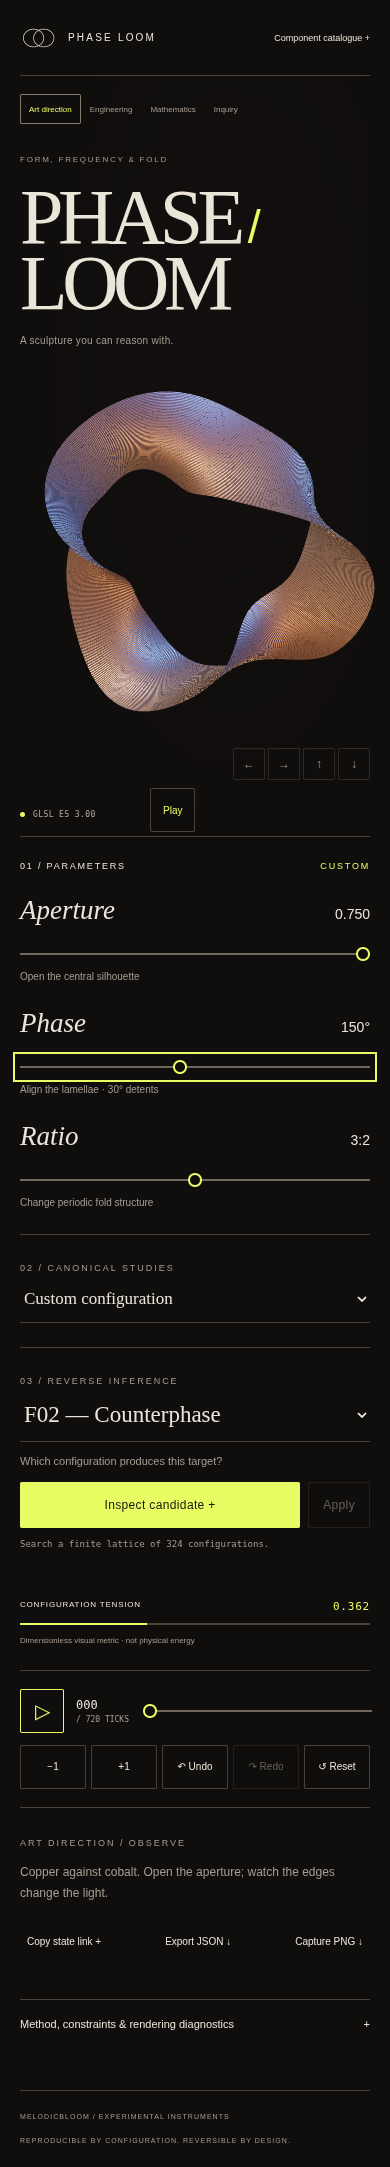 PHASE LOOM
Component catalogue +
Art direction Engineering Mathematics Inquiry
FORM, FREQUENCY & FOLD
PHASE/
LOOM
A sculpture you can reason with.
← → ↑ ↓
GLSL ES 3.00
Play
01 / PARAMETERS CUSTOM
Aperture 0.750
Open the central silhouette
Phase 150°
Align the lamellae · 30° detents
Ratio 3:2
Change periodic fold structure
02 / CANONICAL STUDIES
Custom configuration
03 / REVERSE INFERENCE
F02 — Counterphase
Which configuration produces this target?
Inspect candidate + Apply
Search a finite lattice of 324 configurations.
CONFIGURATION TENSION 0.362
Dimensionless visual metric · not physical energy
▷ 000
/ 720 TICKS
−1 +1 ↶ Undo ↷ Redo ↺ Reset
ART DIRECTION / OBSERVE
Copper against cobalt. Open the aperture; watch the edges
change the light.
Copy state link + Export JSON ↓ Capture PNG ↓
Method, constraints & rendering diagnostics +
MELODICBLOOM / EXPERIMENTAL INSTRUMENTS
REPRODUCIBLE BY CONFIGURATION. REVERSIBLE BY DESIGN.